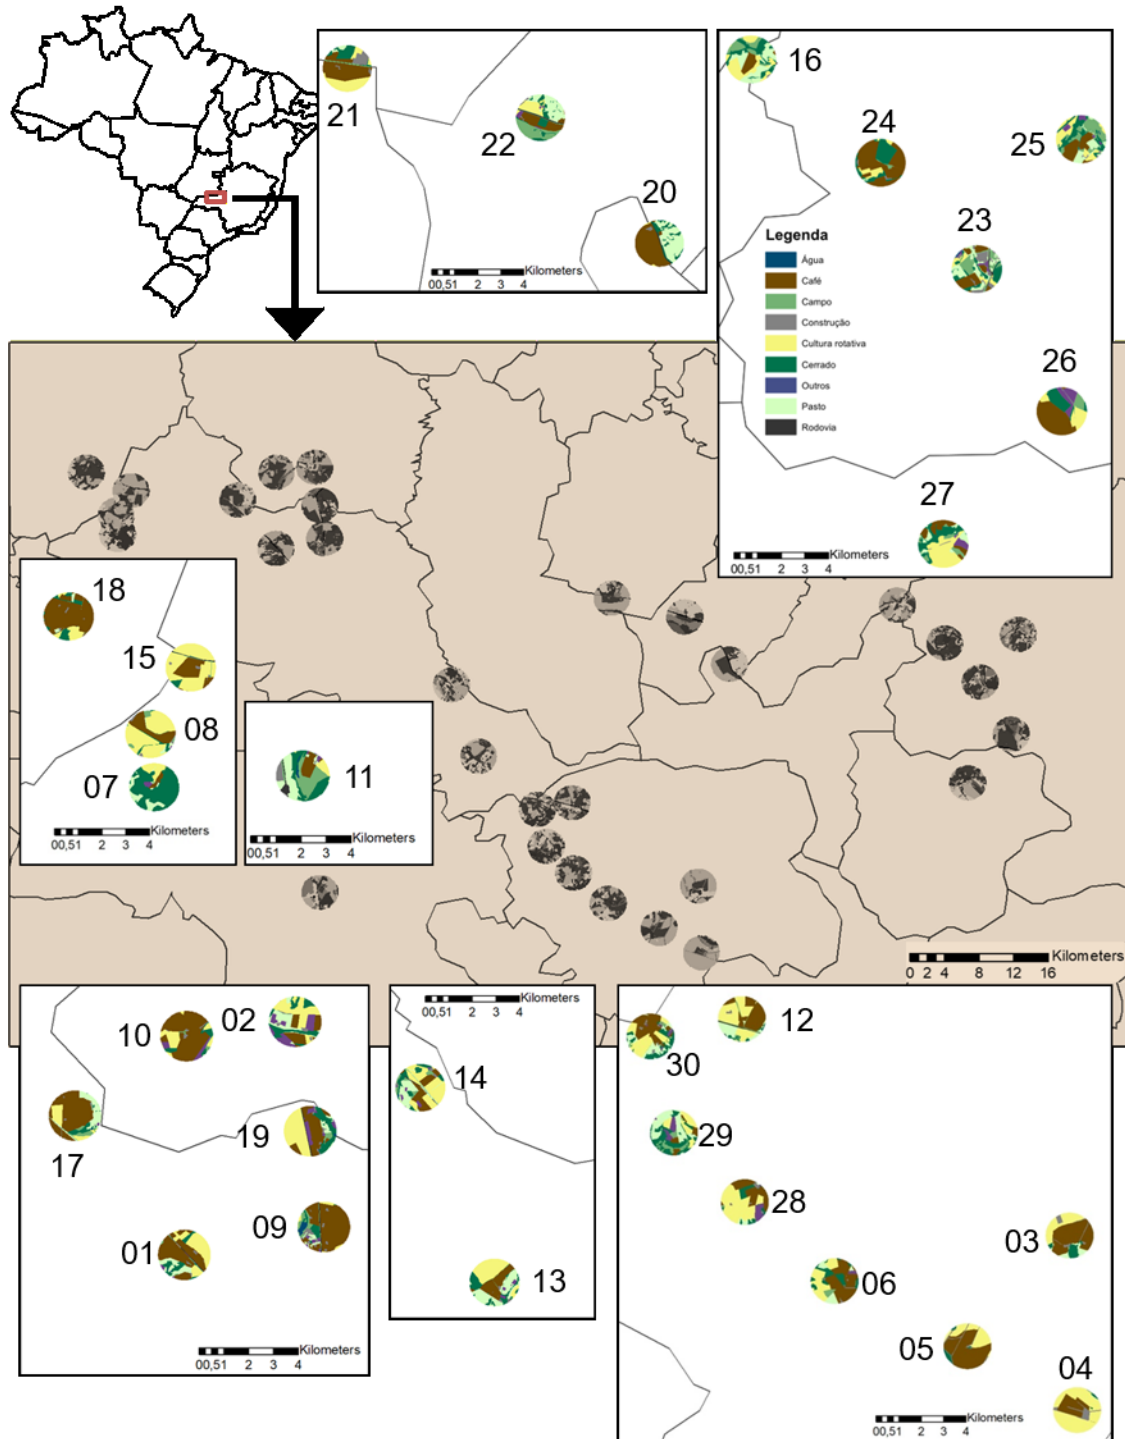 21
22
20
Kilometers
00,51 2 3 4
16
24
25
23
Legenda
Água
Café
Campo
Construção
Cultura rotativa
Cerrado
Outros
Pasto
Rodovia
26
27
Kilometers
00,51 2 3 4
18
15
08
07
Kilometers
00,51 2 3 4
11
Kilometers
00,51 2 3 4
Kilometers
0 2 4 8 12 16
10
02
17
19
09
01
Kilometers
00,51 2 3 4
Kilometers
00,51 2 3 4
14
13
12
30
29
28
03
06
05
04
Kilometers
00,51 2 3 4